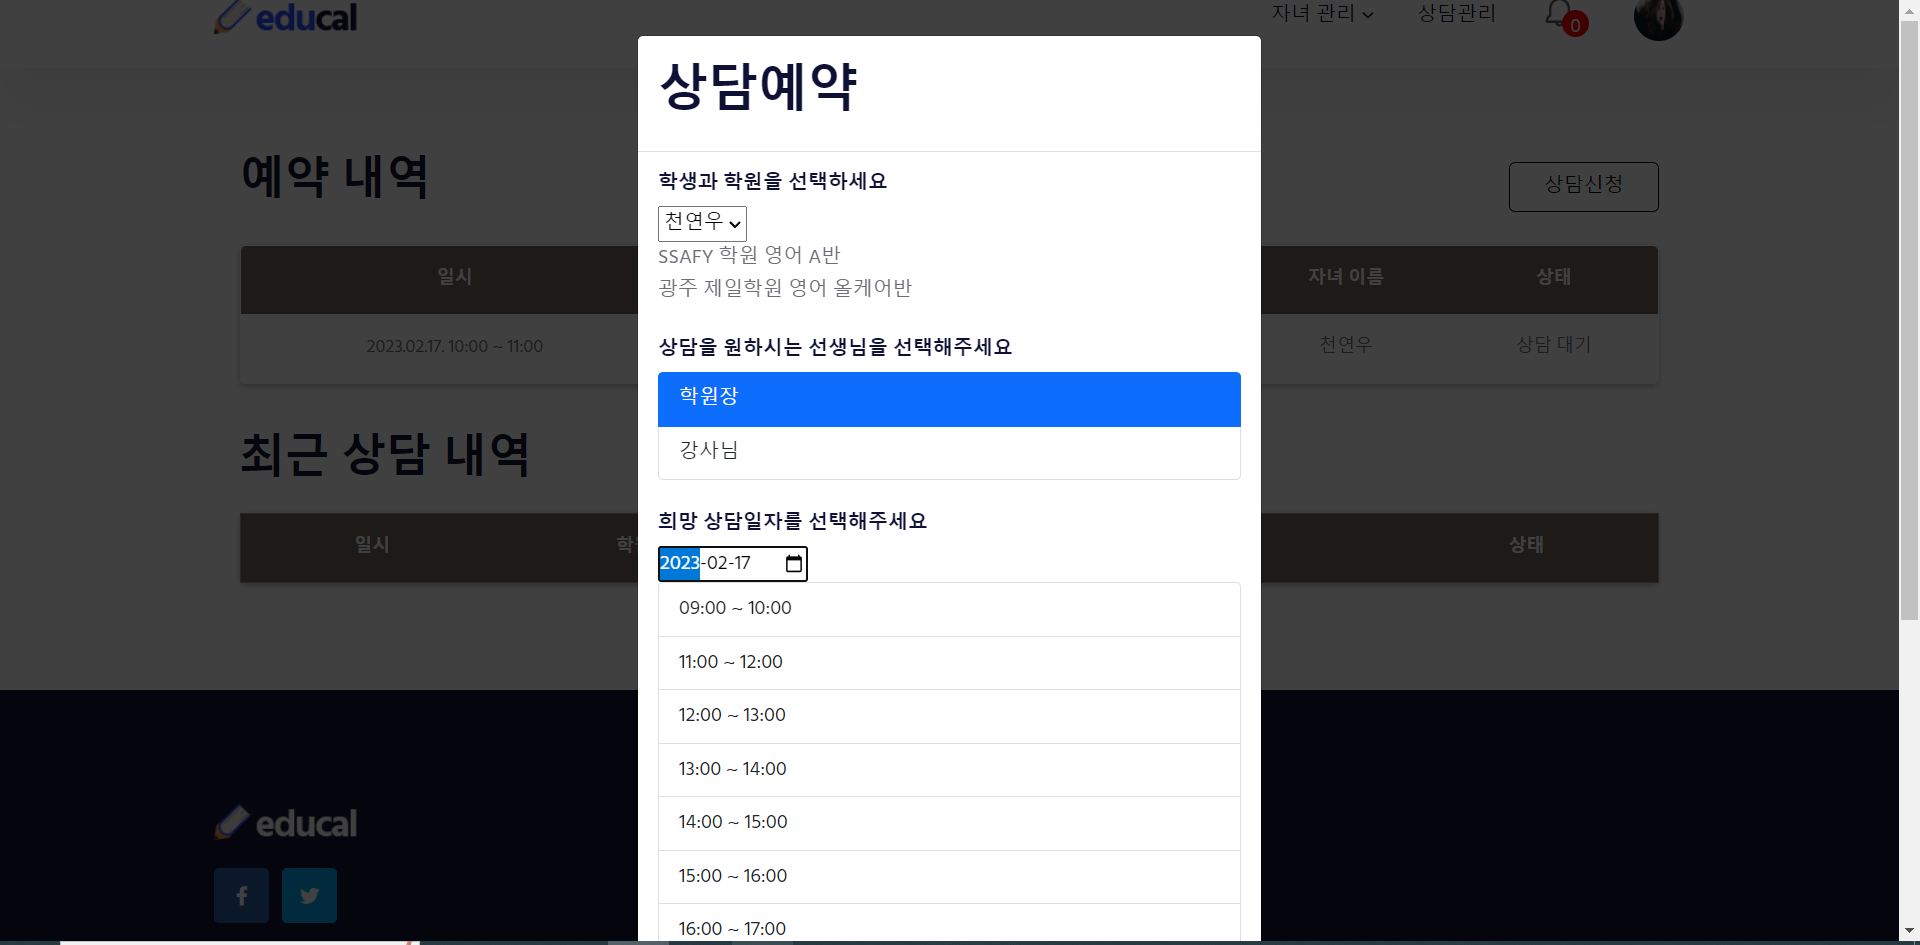 educal
자녀 관리
상담관리
0
상담예약
예약 내역
상담신청
학생과 학원을 선택하세요
천연우
SSAFY 학원 영어 A반
광주 제일학원 영어 올케어반
일시
자녀 이름
상태
2023.02.17. 10:00 ~ 11:00
천연우
상담 대기
상담을 원하시는 선생님을 선택해주세요
학원장
강사님
최근 상담 내역
희망 상담일자를 선택해주세요
일시
상태
2023-02-17
09:00 ~ 10:00
11:00 ~ 12:00
12:00 ~ 13:00
13:00 ~ 14:00
14:00 ~ 15:00
15:00 ~ 16:00
16:00 ~ 17:00
educal